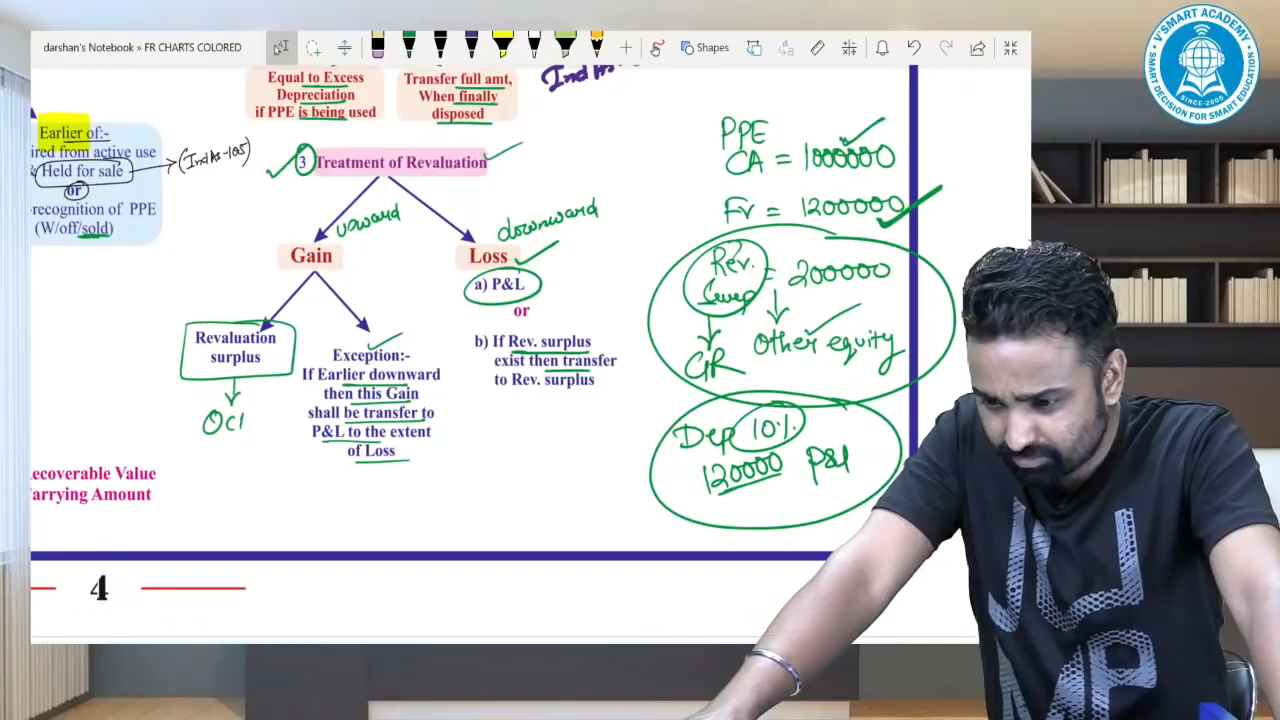 darshan's Notebook » FR CHARTS COLORED
Shapes
V'SMART ACADEMY
SINCE-2005
SMART DECISION FOR SMART EDUCATION
Equal to Excess
Depreciation
if PPE is being used
Transfer full amt,
When finally
disposed
Earlier of:-
ired from active use
Held for sale
(Ind As-105)
or
-recognition of PPE
(W/off/sold)
3 Treatment of Revaluation
upward
downward
Gain
Loss
a) P&L
or
b) If Rev. surplus
exist then transfer
to Rev. surplus
Revaluation
surplus
OCI
Exception:-
If Earlier downward
then this Gain
shall be transfer to
P&L to the extent
of Loss
ecoverable Value
arrying Amount
PPE
CA = 1000000
FV = 1200000
Rev.
= 200000
Other equity
GR
Dep 10%
120000 P&L
4